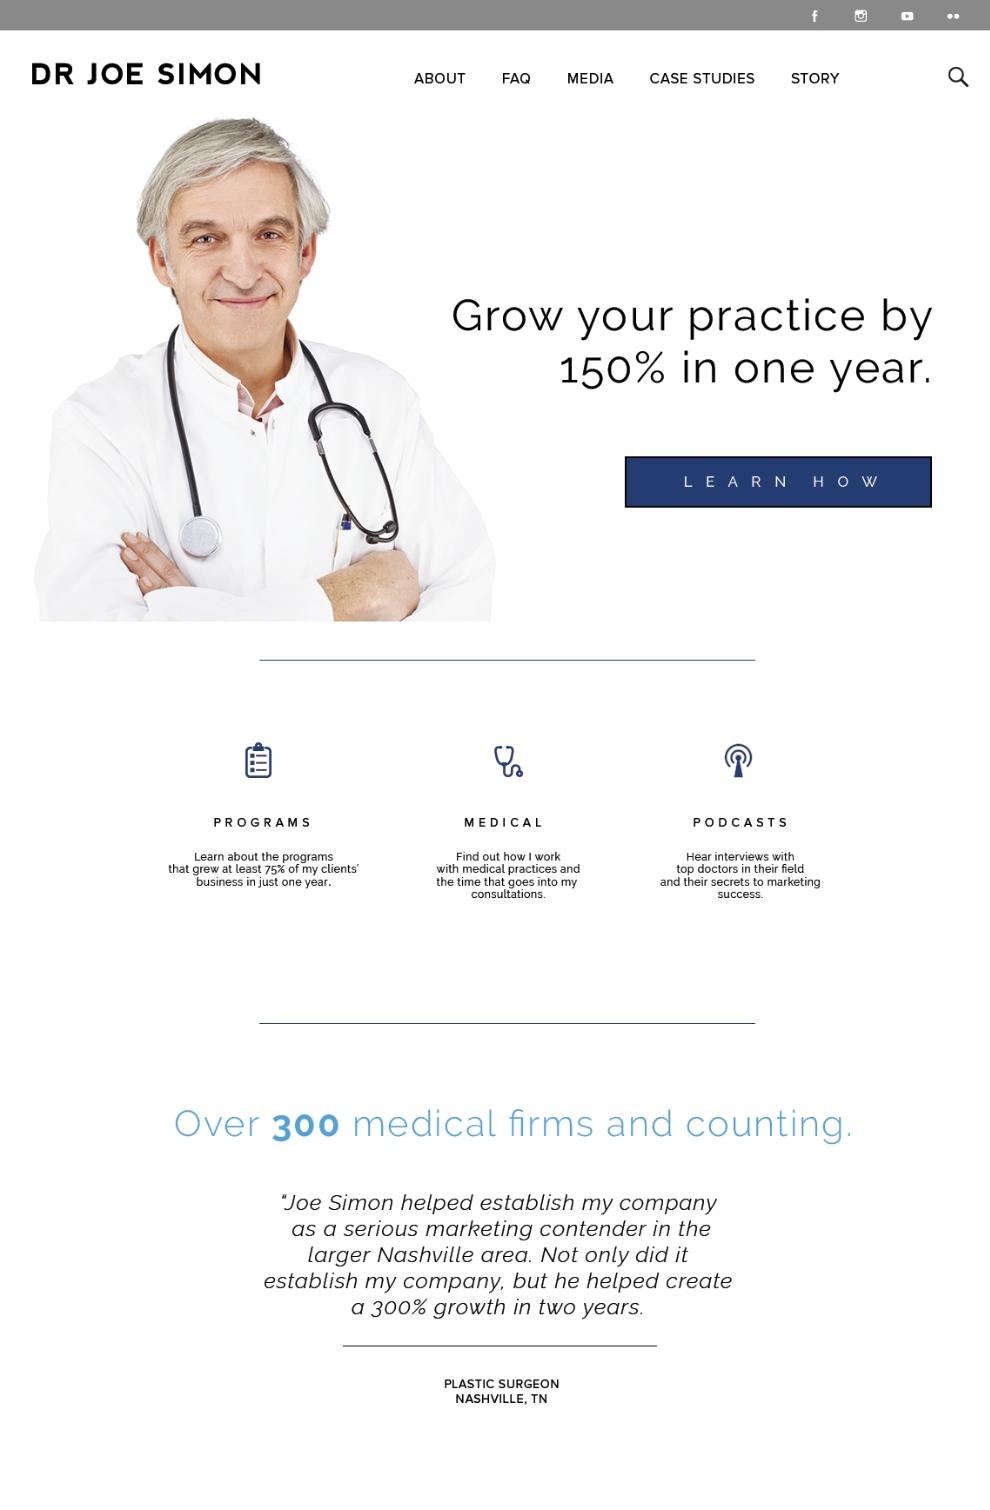 DR JOE SIMON
ABOUT
FAQ
MEDIA
CASE STUDIES
STORY
Grow your practice by
150% in one year.
LEARN HOW
PROGRAMS
Learn about the programs
that grew at least 75% of my clients'
business in just one year.
MEDICAL
Find out how I work
with medical practices and
the time that goes into my
consultations.
PODCASTS
Hear interviews with
top doctors in their field
and their secrets to marketing
success.
Over 300 medical firms and counting.
“Joe Simon helped establish my company
as a serious marketing contender in the
larger Nashville area. Not only did it
establish my company, but he helped create
a 300% growth in two years.
PLASTIC SURGEON
NASHVILLE, TN